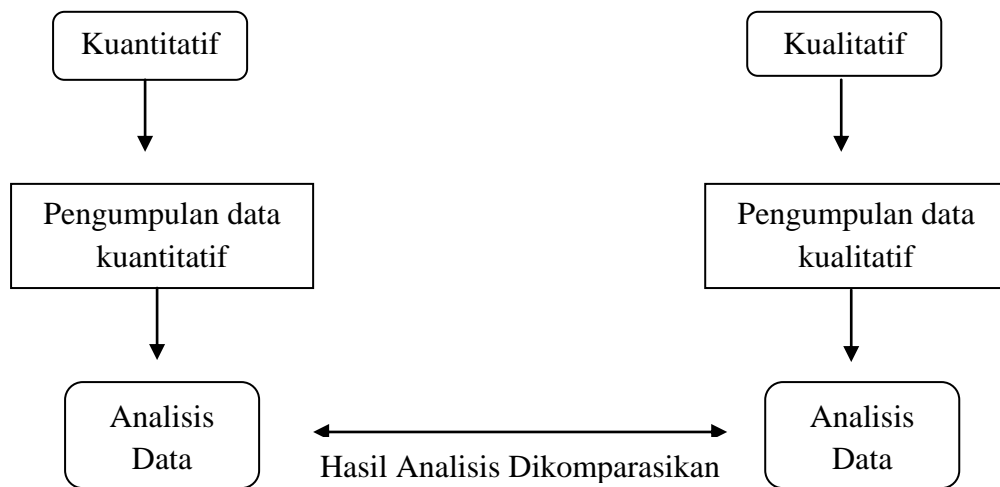 Kuantitatif
Kualitatif
Pengumpulan data
kuantitatif
Pengumpulan data
kualitatif
Analisis
Data
Hasil Analisis Dikomparasikan
Analisis
Data